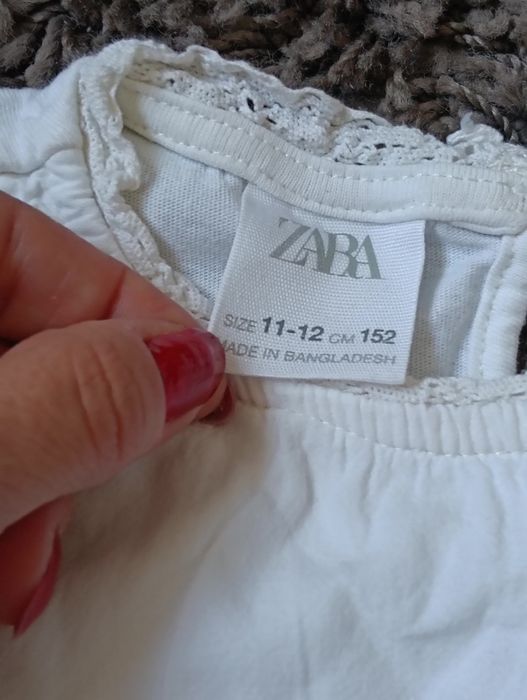 ZARA
SIZE 11-12 CM 152
MADE IN BANGLADESH